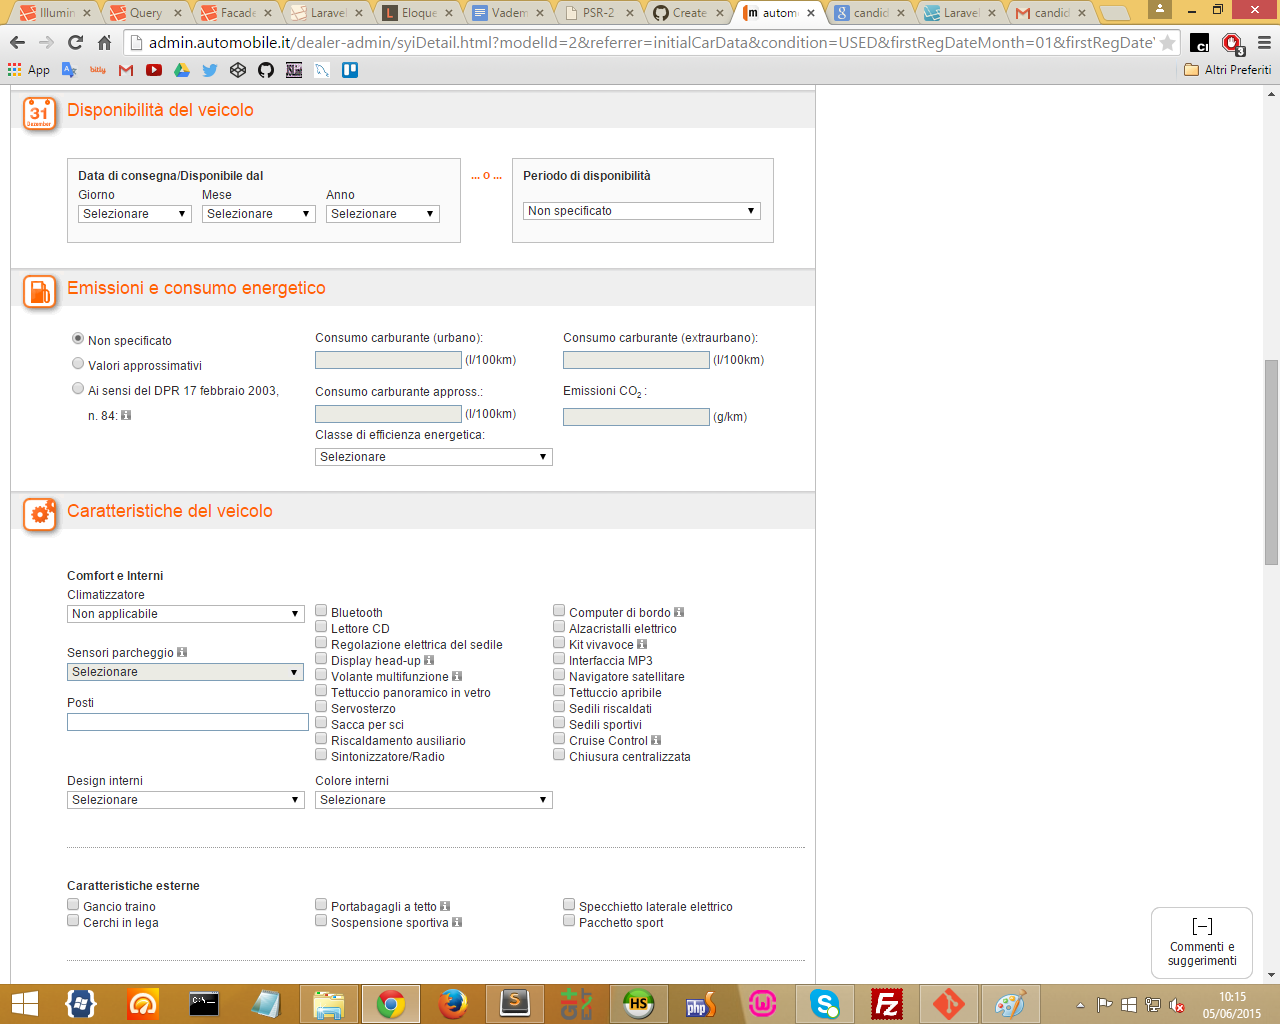 Illumin
Query
Facade
Laravel
Eloque
Vadem
PSR-2
Create
autom
candid
Laravel
candid
admin.automobile.it/dealer-admin/syiDetail.html?modelId=2&referrer=initialCarData&condition=USED&firstRegDateMonth=01&firstRegDate
App
bitly
Altri Preferiti
31
Disponibilità del veicolo
Data di consegna/Disponibile dal
Giorno Mese Anno
Selezionare Selezionare Selezionare
... o ...
Periodo di disponibilità
Non specificato
Emissioni e consumo energetico
Non specificato
Valori approssimativi
Ai sensi del DPR 17 febbraio 2003,
n. 84:
Consumo carburante (urbano):
(l/100km)
Consumo carburante (extraurbano):
(l/100km)
Consumo carburante appross.:
(l/100km)
Emissioni CO2 :
(g/km)
Classe di efficienza energetica:
Selezionare
Caratteristiche del veicolo
Comfort e Interni
Climatizzatore
Non applicabile
Sensori parcheggio
Selezionare
Posti
Bluetooth
Lettore CD
Regolazione elettrica del sedile
Display head-up
Volante multifunzione
Tettuccio panoramico in vetro
Servosterzo
Sacca per sci
Riscaldamento ausiliario
Sintonizzatore/Radio
Computer di bordo
Alzacristalli elettrico
Kit vivavoce
Interfaccia MP3
Navigatore satellitare
Tettuccio apribile
Sedili riscaldati
Sedili sportivi
Cruise Control
Chiusura centralizzata
Design interni
Selezionare
Colore interni
Selezionare
Caratteristiche esterne
Gancio traino
Cerchi in lega
Portabagagli a tetto
Sospensione sportiva
Specchietto laterale elettrico
Pacchetto sport
[–]
Commenti e
suggerimenti
HS
php
10:15
05/06/2015